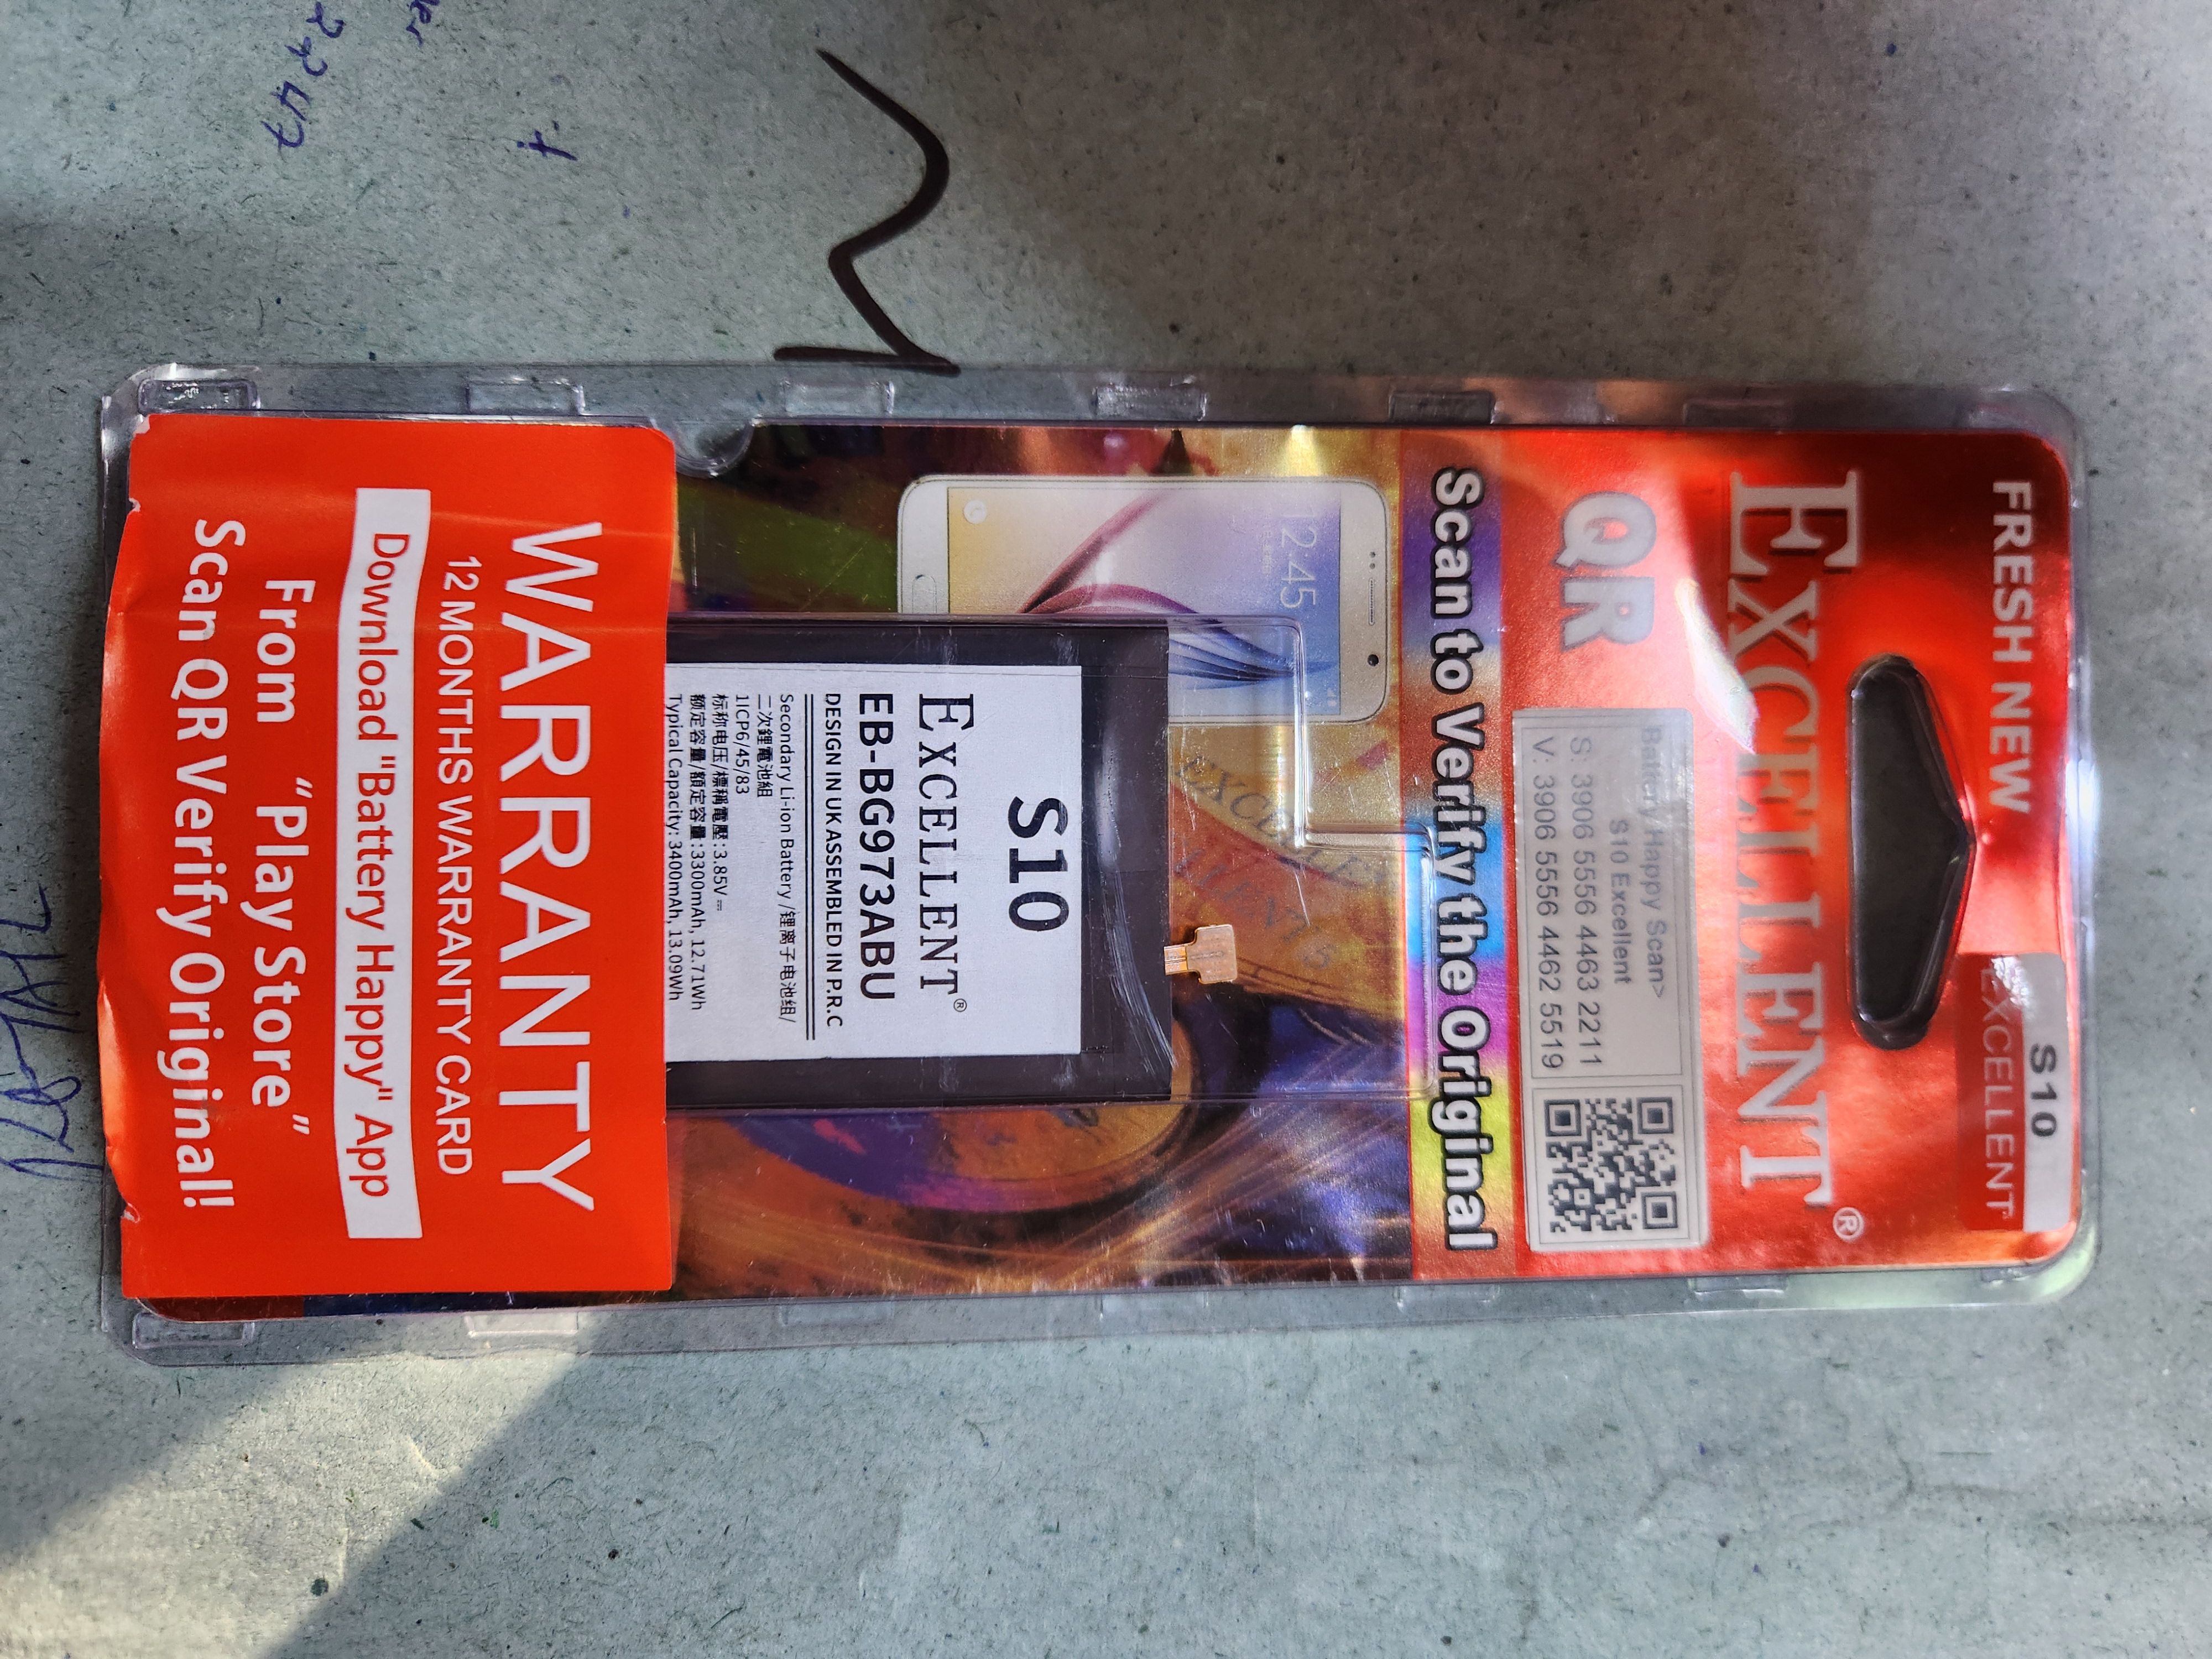 FRESH NEW
S10
EXCELLENT
EXCELLENT®
QR
Battery Happy Scan>
S10 Excellent
S: 3906 5556 4463 2211
V: 3906 5556 4462 5519
Scan to Verify the Original
12:45
S10
EXCELLENT®
EB-BG973ABU
DESIGN IN UK ASSEMBLED IN P.R.C
Secondary Li-ion Battery /锂离子电池组/
二次鋰電池組
1ICP6/45/83
标称电压/標稱電壓:3.85V⎓
額定容量/額定容量:3300mAh, 12.71Wh
Typical Capacity: 3400mAh, 13.09Wh
WARRANTY
12 MONTHS WARRANTY CARD
Download "Battery Happy" App
From “Play Store”
Scan QR Verify Original!